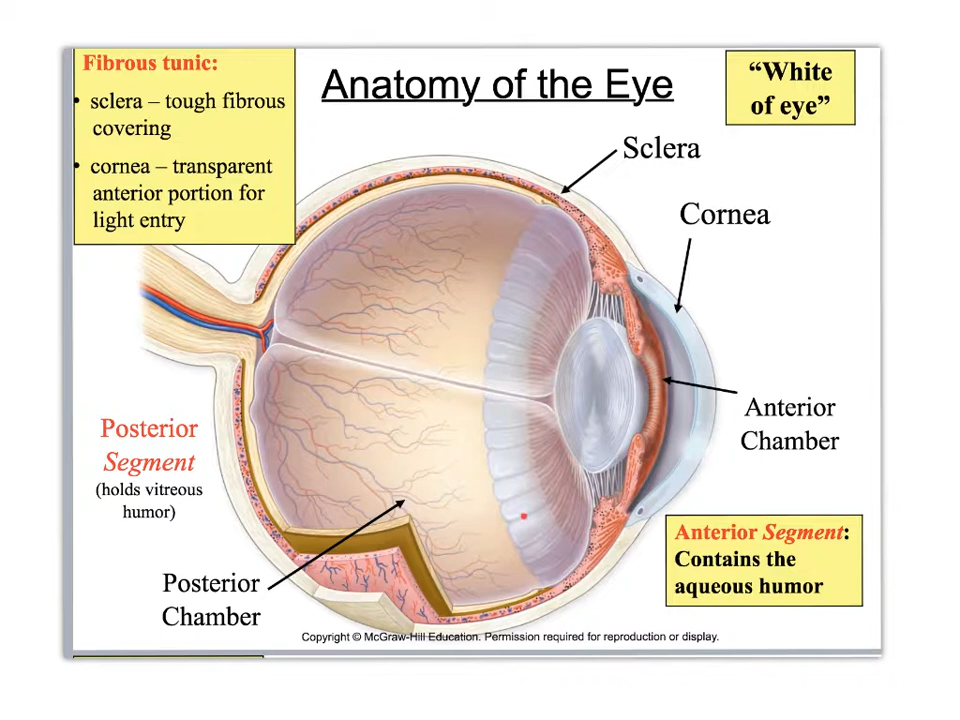 Fibrous tunic:
• sclera – tough fibrous
covering
• cornea – transparent
anterior portion for
light entry
Anatomy of the Eye
“White
of eye”
Sclera
Cornea
Anterior
Chamber
Posterior
Segment
(holds vitreous
humor)
Posterior
Chamber
Anterior Segment:
Contains the
aqueous humor
Copyright © McGraw-Hill Education. Permission required for reproduction or display.